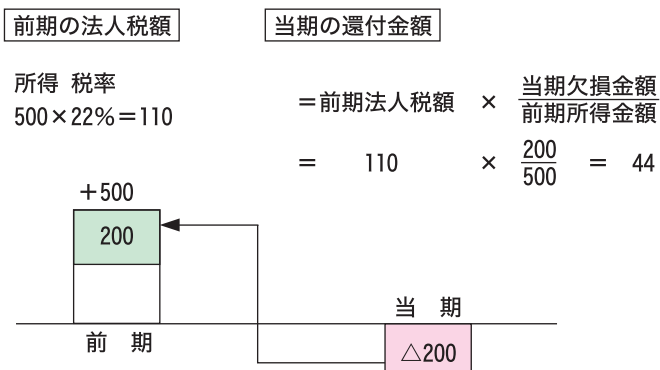 前期の法人税額
当期の還付金額
所得 税率
500×22%=110
=前期法人税額 × 当期欠損金額
前期所得金額
= 110 × 200 = 44
500
+500
200
当 期
前 期
△200